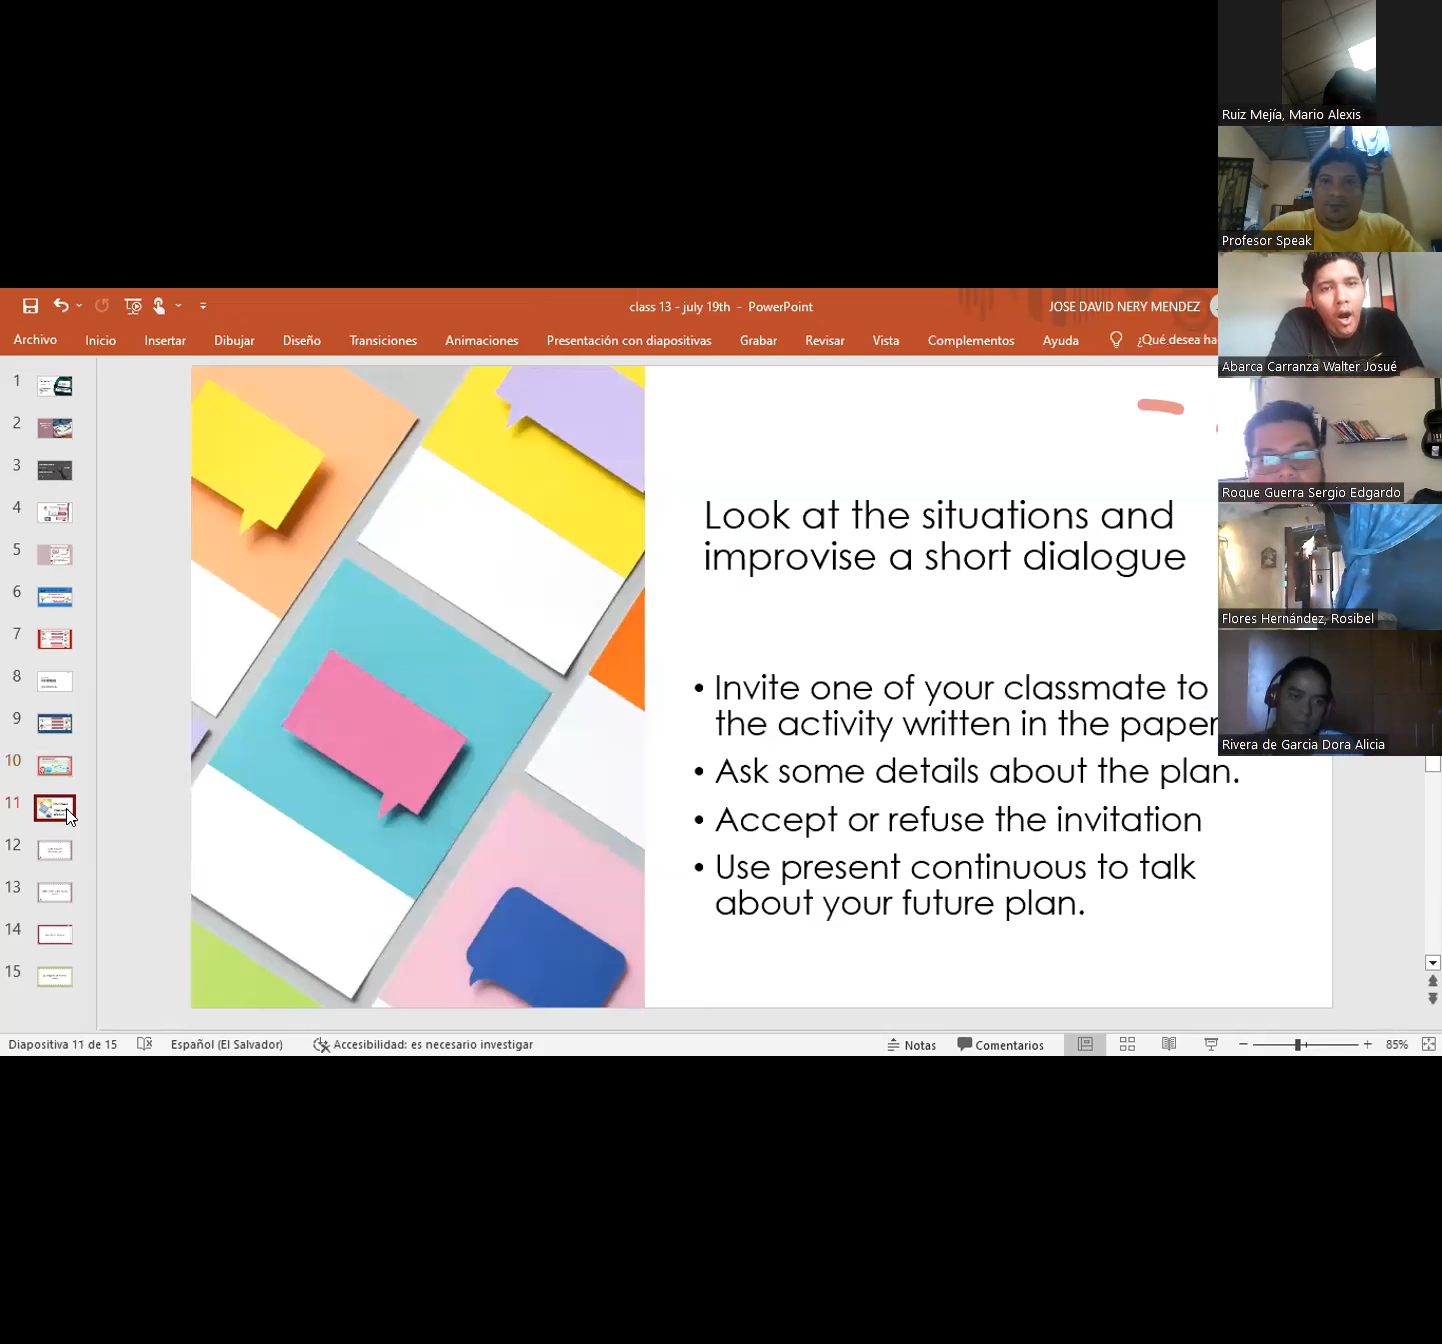 Ruiz Mejía, Mario Alexis
Profesor Speak
Abarca Carranza Walter Josué
Roque Guerra Sergio Edgardo
Flores Hernández, Rosibel
Rivera de Garcia Dora Alicia
class 13 - july 19th - PowerPoint
JOSE DAVID NERY MENDEZ
Archivo Inicio Insertar Dibujar Diseño Transiciones Animaciones Presentación con diapositivas Grabar Revisar Vista Complementos Ayuda ¿Qué desea ha
1
2
3
4
5
6
7
8
9
10
11
12
13
14
15
Look at the situations and
improvise a short dialogue
• Invite one of your classmate to
the activity written in the paper
• Ask some details about the plan.
• Accept or refuse the invitation
• Use present continuous to talk
about your future plan.
Diapositiva 11 de 15 Español (El Salvador) Accesibilidad: es necesario investigar Notas Comentarios 85%